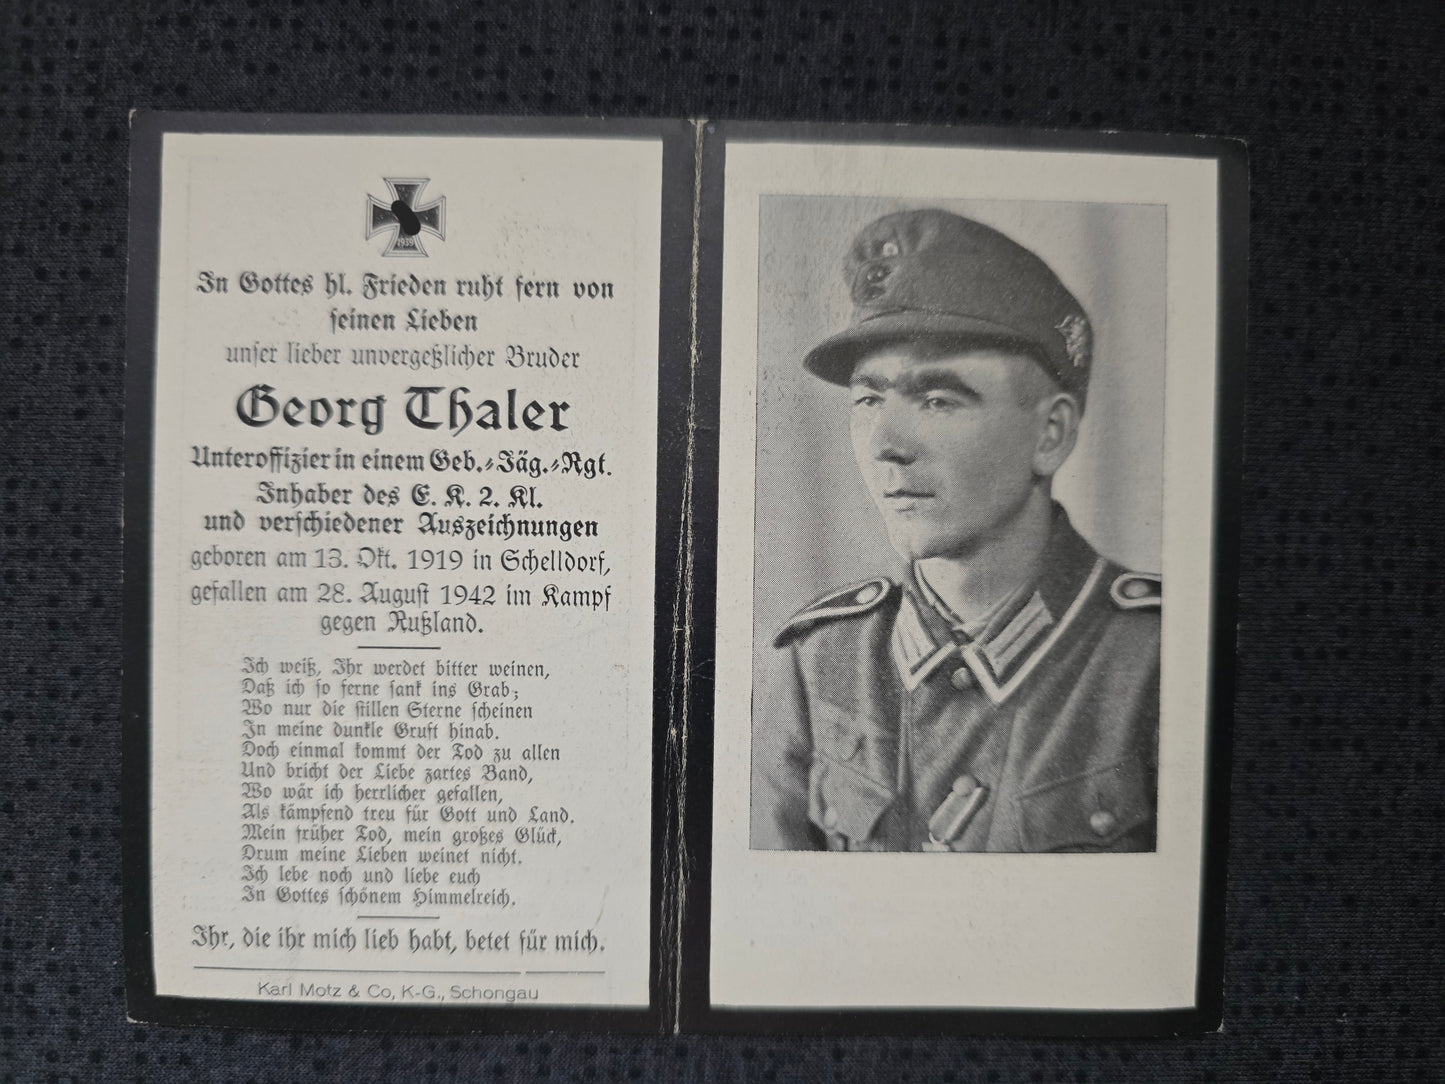 1939
In Gottes hl. Frieden ruht fern von
seinen Lieben
unser lieber unvergeßlicher Bruder
Georg Thaler
Unteroffizier in einem Geb.-Jäg.-Rgt.
Inhaber des E. K. 2. Kl.
und verschiedener Auszeichnungen
geboren am 13. Okt. 1919 in Schelldorf,
gefallen am 28. August 1942 im Kampf
gegen Rußland.
Ich weiß, Ihr werdet bitter weinen,
Daß ich so ferne sank ins Grab;
Wo nur die stillen Sterne scheinen
In meine dunkle Gruft hinab.
Doch einmal kommt der Tod zu allen
Und bricht der Liebe zartes Band,
Wo wär ich herrlicher gefallen,
Als kämpfend treu für Gott und Land.
Mein früher Tod, mein großes Glück,
Drum meine Lieben weinet nicht.
Ich lebe noch und liebe euch
In Gottes schönem Himmelreich.
Ihr, die ihr mich lieb habt, betet für mich.
Karl Motz & Co, K-G., Schongau